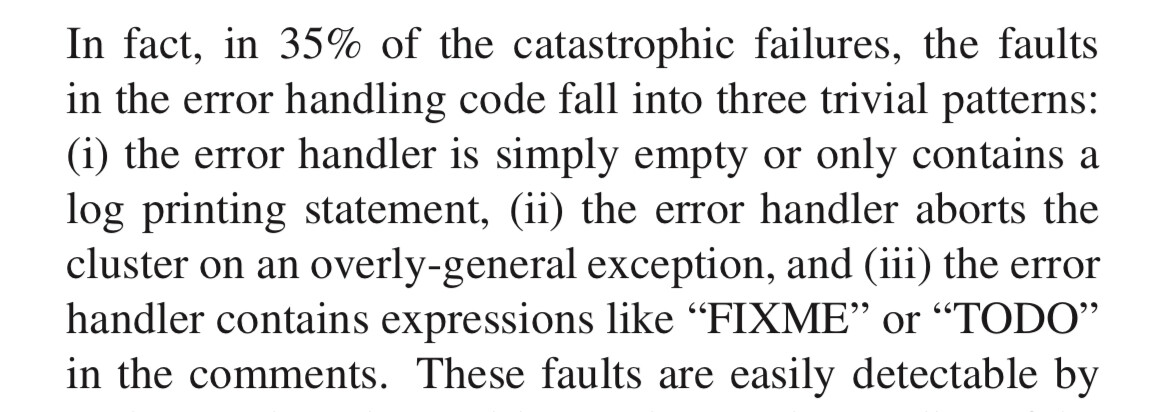 In fact, in 35% of the catastrophic failures, the faults
in the error handling code fall into three trivial patterns:
(i) the error handler is simply empty or only contains a
log printing statement, (ii) the error handler aborts the
cluster on an overly-general exception, and (iii) the error
handler contains expressions like “FIXME” or “TODO”
in the comments. These faults are easily detectable by